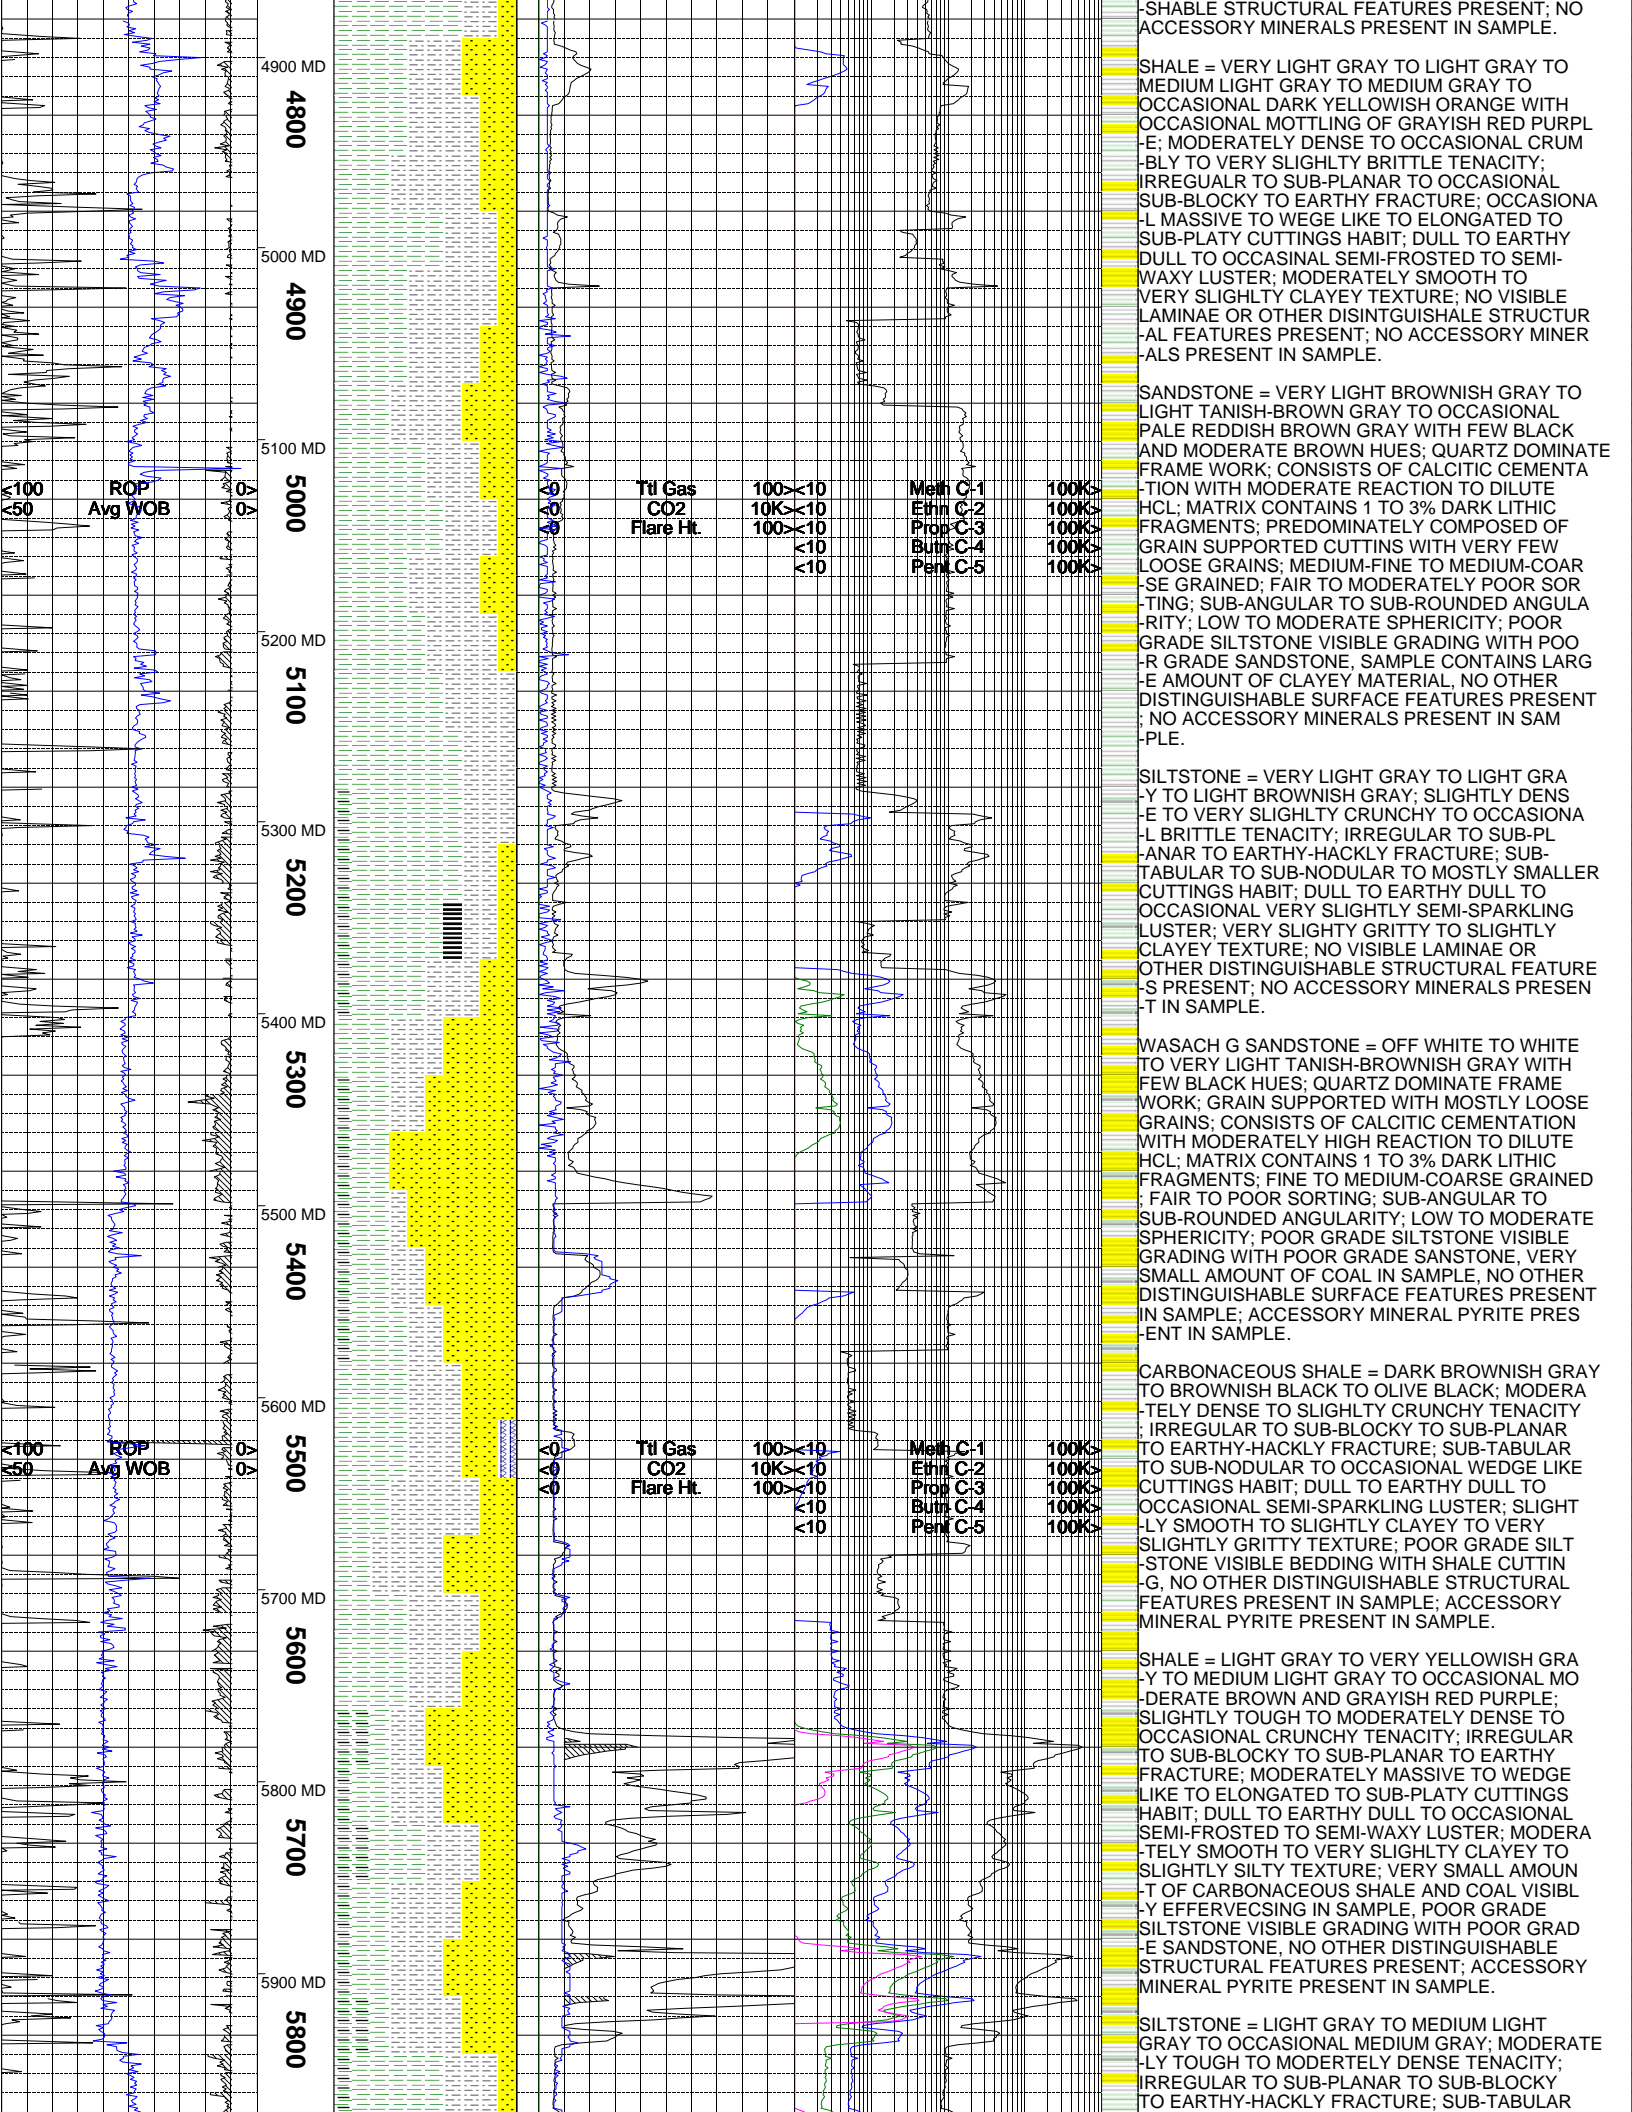 -SHABLE STRUCTURAL FEATURES PRESENT; NO
ACCESSORY MINERALS PRESENT IN SAMPLE.
SHALE = VERY LIGHT GRAY TO LIGHT GRAY TO
MEDIUM LIGHT GRAY TO MEDIUM GRAY TO
OCCASIONAL DARK YELLOWISH ORANGE WITH
OCCASIONAL MOTTLING OF GRAYISH RED PURPL
-E; MODERATELY DENSE TO OCCASIONAL CRUM
-BLY TO VERY SLIGHLTY BRITTLE TENACITY;
IRREGUALR TO SUB-PLANAR TO OCCASIONAL
SUB-BLOCKY TO EARTHY FRACTURE; OCCASIONA
-L MASSIVE TO WEGE LIKE TO ELONGATED TO
SUB-PLATY CUTTINGS HABIT; DULL TO EARTHY
DULL TO OCCASINAL SEMI-FROSTED TO SEMI-
WAXY LUSTER; MODERATELY SMOOTH TO
VERY SLIGHLTY CLAYEY TEXTURE; NO VISIBLE
LAMINAE OR OTHER DISINTGUISHALE STRUCTUR
-AL FEATURES PRESENT; NO ACCESSORY MINER
-ALS PRESENT IN SAMPLE.
SANDSTONE = VERY LIGHT BROWNISH GRAY TO
LIGHT TANISH-BROWN GRAY TO OCCASIONAL
PALE REDDISH BROWN GRAY WITH FEW BLACK
AND MODERATE BROWN HUES; QUARTZ DOMINATE
FRAME WORK; CONSISTS OF CALCITIC CEMENTA
-TION WITH MODERATE REACTION TO DILUTE
HCL; MATRIX CONTAINS 1 TO 3% DARK LITHIC
FRAGMENTS; PREDOMINATELY COMPOSED OF
GRAIN SUPPORTED CUTTINS WITH VERY FEW
LOOSE GRAINS; MEDIUM-FINE TO MEDIUM-COAR
-SE GRAINED; FAIR TO MODERATELY POOR SOR
-TING; SUB-ANGULAR TO SUB-ROUNDED ANGULA
-RITY; LOW TO MODERATE SPHERICITY; POOR
GRADE SILTSTONE VISIBLE GRADING WITH POO
-R GRADE SANDSTONE, SAMPLE CONTAINS LARG
-E AMOUNT OF CLAYEY MATERIAL, NO OTHER
DISTINGUISHABLE SURFACE FEATURES PRESENT
; NO ACCESSORY MINERALS PRESENT IN SAM
-PLE.
SILTSTONE = VERY LIGHT GRAY TO LIGHT GRA
-Y TO LIGHT BROWNISH GRAY; SLIGHTLY DENS
-E TO VERY SLIGHLTY CRUNCHY TO OCCASIONA
-L BRITTLE TENACITY; IRREGULAR TO SUB-PL
-ANAR TO EARTHY-HACKLY FRACTURE; SUB-
TABULAR TO SUB-NODULAR TO MOSTLY SMALLER
CUTTINGS HABIT; DULL TO EARTHY DULL TO
OCCASIONAL VERY SLIGHTLY SEMI-SPARKLING
LUSTER; VERY SLIGHTY GRITTY TO SLIGHTLY
CLAYEY TEXTURE; NO VISIBLE LAMINAE OR
OTHER DISTINGUISHABLE STRUCTURAL FEATURE
-S PRESENT; NO ACCESSORY MINERALS PRESEN
-T IN SAMPLE.
WASACH G SANDSTONE = OFF WHITE TO WHITE
TO VERY LIGHT TANISH-BROWNISH GRAY WITH
FEW BLACK HUES; QUARTZ DOMINATE FRAME
WORK; GRAIN SUPPORTED WITH MOSTLY LOOSE
GRAINS; CONSISTS OF CALCITIC CEMENTATION
WITH MODERATELY HIGH REACTION TO DILUTE
HCL; MATRIX CONTAINS 1 TO 3% DARK LITHIC
FRAGMENTS; FINE TO MEDIUM-COARSE GRAINED
; FAIR TO POOR SORTING; SUB-ANGULAR TO
SUB-ROUNDED ANGULARITY; LOW TO MODERATE
SPHERICITY; POOR GRADE SILTSTONE VISIBLE
GRADING WITH POOR GRADE SANSTONE, VERY
SMALL AMOUNT OF COAL IN SAMPLE, NO OTHER
DISTINGUISHABLE SURFACE FEATURES PRESENT
IN SAMPLE; ACCESSORY MINERAL PYRITE PRES
-ENT IN SAMPLE.
CARBONACEOUS SHALE = DARK BROWNISH GRAY
TO BROWNISH BLACK TO OLIVE BLACK; MODERA
-TELY DENSE TO SLIGHLTY CRUNCHY TENACITY
; IRREGULAR TO SUB-BLOCKY TO SUB-PLANAR
TO EARTHY-HACKLY FRACTURE; SUB-TABULAR
TO SUB-NODULAR TO OCCASIONAL WEDGE LIKE
CUTTINGS HABIT; DULL TO EARTHY DULL TO
OCCASIONAL SEMI-SPARKLING LUSTER; SLIGHT
-LY SMOOTH TO SLIGHTLY CLAYEY TO VERY
SLIGHTLY GRITTY TEXTURE; POOR GRADE SILT
-STONE VISIBLE BEDDING WITH SHALE CUTTIN
-G, NO OTHER DISTINGUISHABLE STRUCTURAL
FEATURES PRESENT IN SAMPLE; ACCESSORY
MINERAL PYRITE PRESENT IN SAMPLE.
SHALE = LIGHT GRAY TO VERY YELLOWISH GRA
-Y TO MEDIUM LIGHT GRAY TO OCCASIONAL MO
-DERATE BROWN AND GRAYISH RED PURPLE;
SLIGHTLY TOUGH TO MODERATELY DENSE TO
OCCASIONAL CRUNCHY TENACITY; IRREGULAR
TO SUB-BLOCKY TO SUB-PLANAR TO EARTHY
FRACTURE; MODERATELY MASSIVE TO WEDGE
LIKE TO ELONGATED TO SUB-PLATY CUTTINGS
HABIT; DULL TO EARTHY DULL TO OCCASIONAL
SEMI-FROSTED TO SEMI-WAXY LUSTER; MODERA
-TELY SMOOTH TO VERY SLIGHLTY CLAYEY TO
SLIGHTLY SILTY TEXTURE; VERY SMALL AMOUN
-T OF CARBONACEOUS SHALE AND COAL VISIBL
-Y EFFERVECSING IN SAMPLE, POOR GRADE
SILTSTONE VISIBLE GRADING WITH POOR GRAD
-E SANDSTONE, NO OTHER DISTINGUISHABLE
STRUCTURAL FEATURES PRESENT; ACCESSORY
MINERAL PYRITE PRESENT IN SAMPLE.
SILTSTONE = LIGHT GRAY TO MEDIUM LIGHT
GRAY TO OCCASIONAL MEDIUM GRAY; MODERATE
-LY TOUGH TO MODERTELY DENSE TENACITY;
IRREGULAR TO SUB-PLANAR TO SUB-BLOCKY
TO EARTHY-HACKLY FRACTURE; SUB-TABULAR
4900 MD
4800
5000 MD
4900
5100 MD
<100 ROP 0> <0 Ttl Gas 100> <10 Meth C-1 100K>
<50 Avg WOB 0> <0 CO2 10K> <10 Ethn C-2 100K>
<0 Flare Ht. 100> <10 Prop C-3 100K>
<10 Butn C-4 100K>
<10 Pent C-5 100K>
5000
5200 MD
5100
5300 MD
5200
5400 MD
5300
5500 MD
5400
5600 MD
<100 ROP 0> <0 Ttl Gas 100> <10 Meth C-1 100K>
<50 Avg WOB 0> <0 CO2 10K> <10 Ethn C-2 100K>
<0 Flare Ht. 100> <10 Prop C-3 100K>
<10 Butn C-4 100K>
<10 Pent C-5 100K>
5500
5700 MD
5600
5800 MD
5700
5900 MD
5800